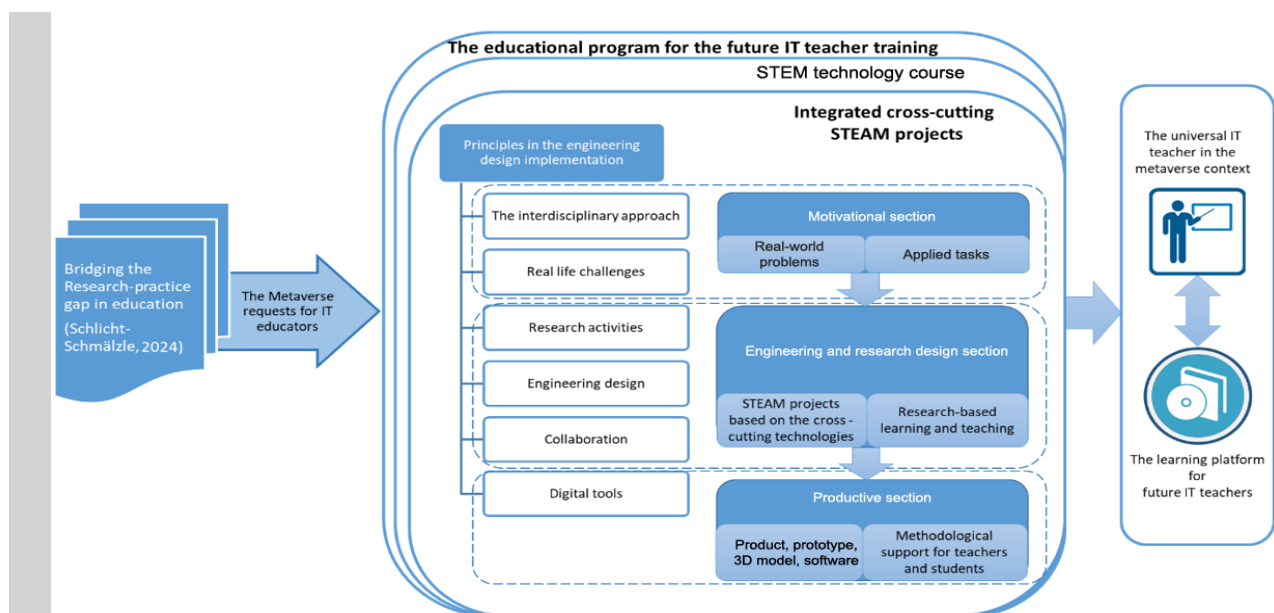 The educational program for the future IT teacher training
STEM technology course
Integrated cross-cutting
STEAM projects
Bridging the
Research-practice
gap in education
(Schlicht-
Schmälzle, 2024)
The Metaverse
requests for IT
educators
Principles in the engineering
design implementation
The interdisciplinary approach
Real life challenges
Research activities
Engineering design
Collaboration
Digital tools
Motivational section
Real-world
problems
Applied tasks
Engineering and research design section
STEAM projects
based on the cross-
cutting technologies
Research-based
learning and teaching
Productive section
Product, prototype,
3D model, software
Methodological
support for teachers
and students
The universal IT
teacher in the
metaverse context
The learning platform
for
future IT teachers